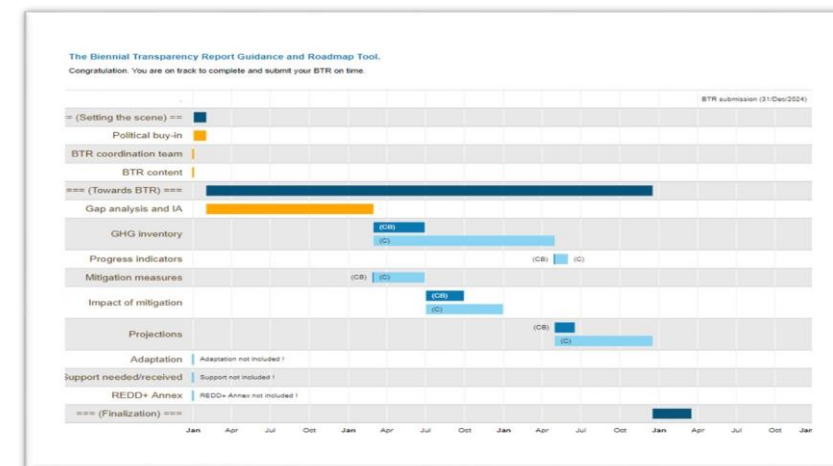 The Biennial Transparency Report Guidance and Roadmap Tool.
Congratulation. You are on track to complete and submit your BTR on time.
BTR submission (31/Dec/2024)
= (Setting the scene) ==
Political buy-in
BTR coordination team
BTR content
=== (Towards BTR) ===
Gap analysis and IA
GHG inventory (CB)
(C)
Progress indicators (CB) (C)
Mitigation measures (CB) (C)
Impact of mitigation (CB)
(C)
Projections (CB)
(C)
Adaptation Adaptation not included !
Support needed/received Support not included !
REDD+ Annex REDD+ Annex not included !
=== (Finalization) ===
Jan Apr Jul Oct Jan Apr Jul Oct Jan Apr Jul Oct Jan Apr Jul Oct Jan